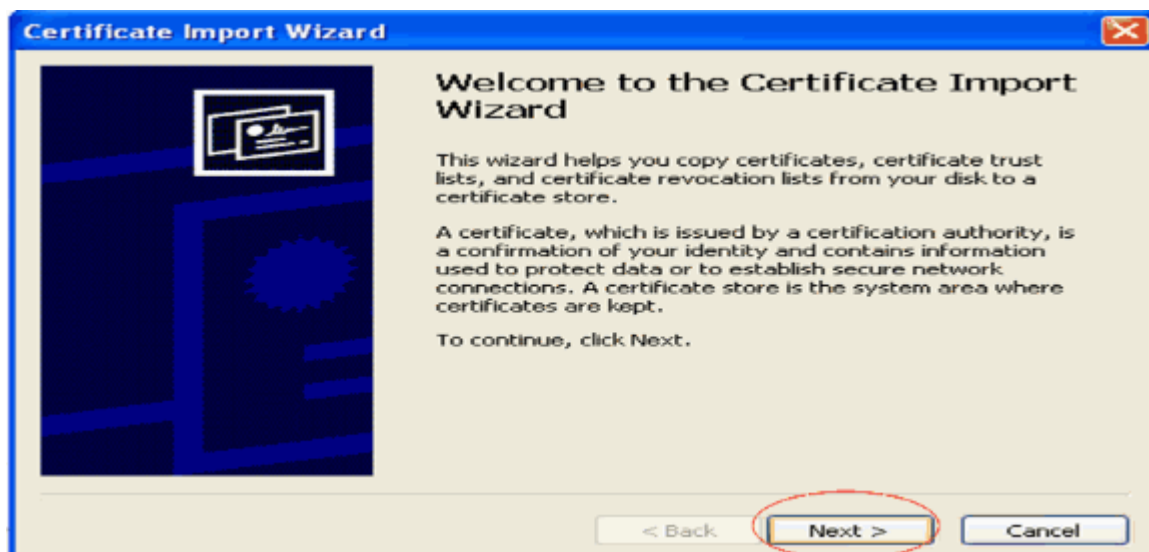 Certificate Import Wizard
Welcome to the Certificate Import
Wizard
This wizard helps you copy certificates, certificate trust
lists, and certificate revocation lists from your disk to a
certificate store.
A certificate, which is issued by a certification authority, is
a confirmation of your identity and contains information
used to protect data or to establish secure network
connections. A certificate store is the system area where
certificates are kept.
To continue, click Next.
< Back Next > Cancel